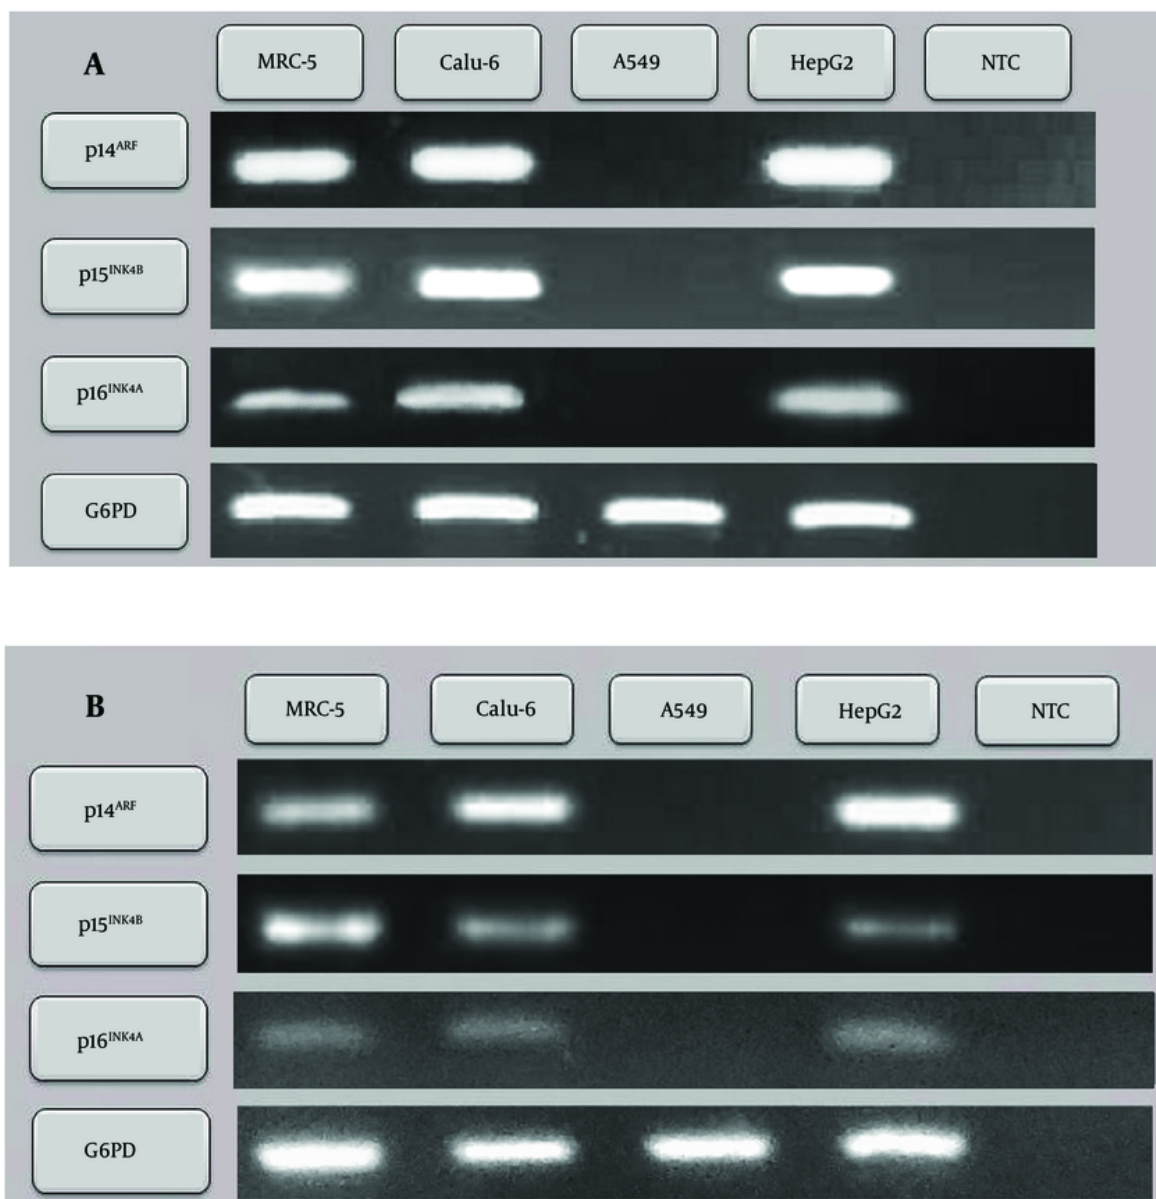 A MRC-5 Calu-6 A549 HepG2 NTC
p14ARF
p15INK4B
p16INK4A
G6PD
B MRC-5 Calu-6 A549 HepG2 NTC
p14ARF
p15INK4B
p16INK4A
G6PD